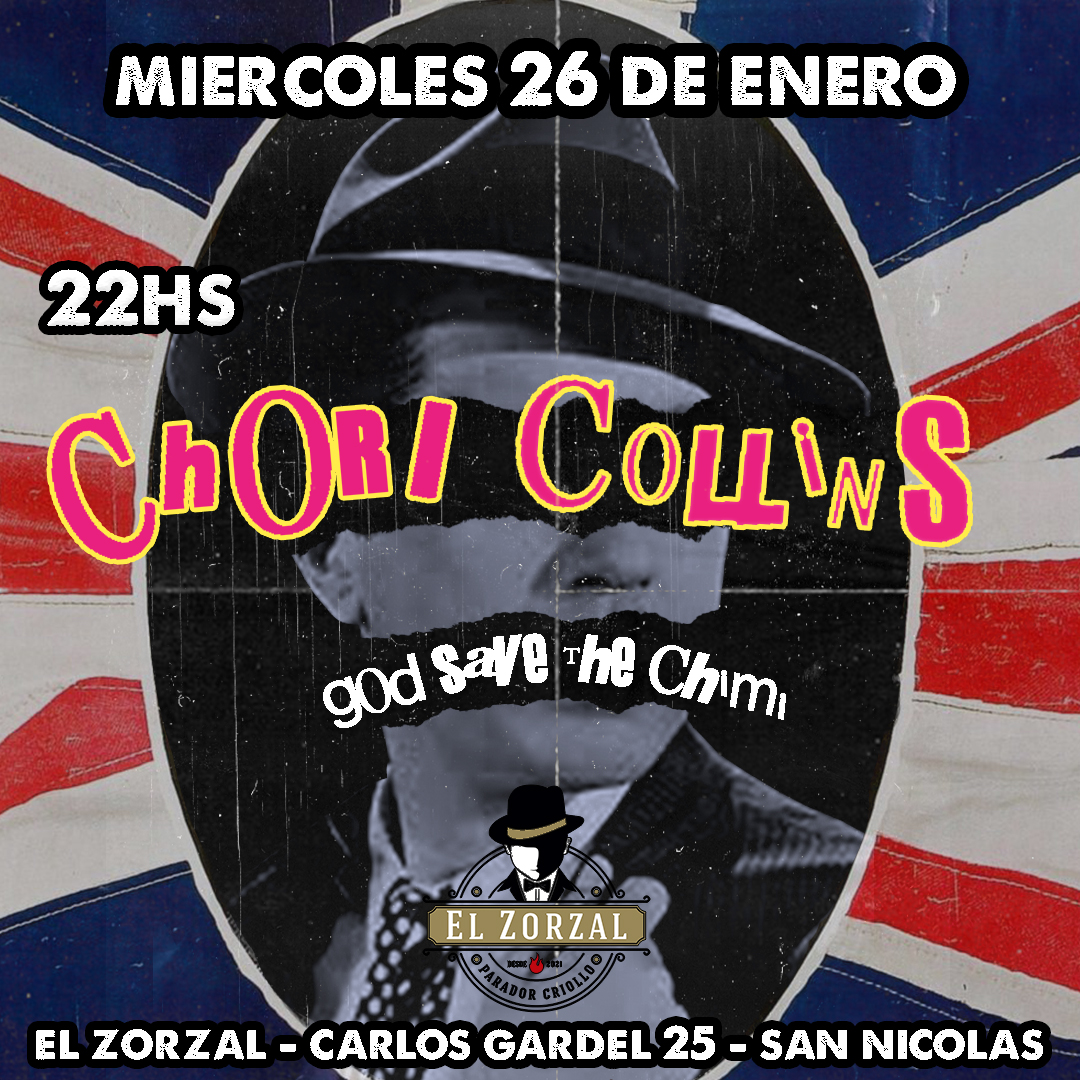 MIERCOLES 26 DE ENERO
22HS
ChORI COLLiNS
gOd saVe The Chimi
EL ZORZAL
DESDE 2021
PARADOR CRIOLLO
EL ZORZAL - CARLOS GARDEL 25 - SAN NICOLAS